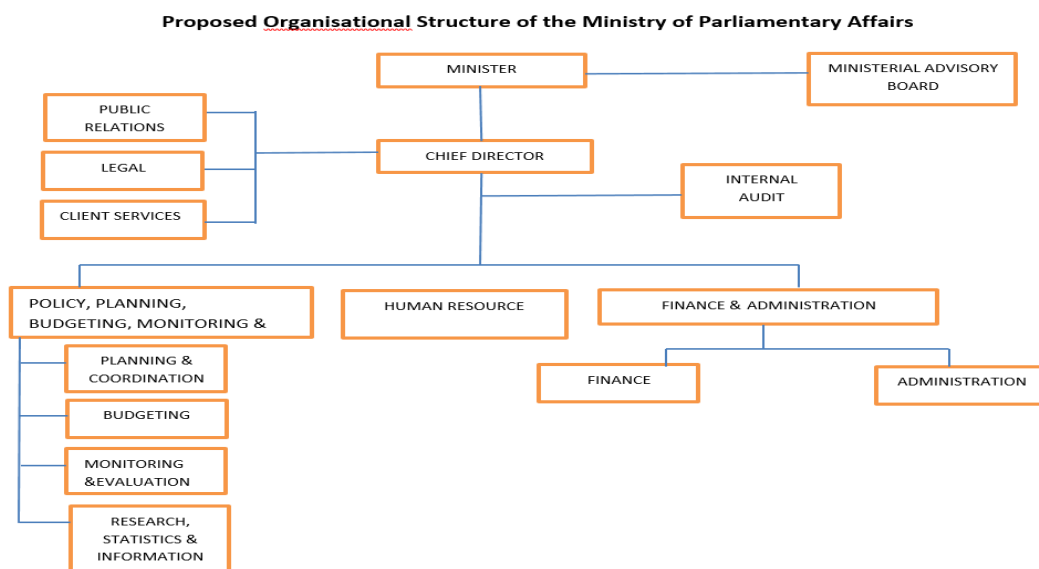 Proposed Organisational Structure of the Ministry of Parliamentary Affairs
MINISTER
MINISTERIAL ADVISORY
BOARD
PUBLIC
RELATIONS
LEGAL
CLIENT SERVICES
CHIEF DIRECTOR
INTERNAL
AUDIT
POLICY, PLANNING,
BUDGETING, MONITORING &
HUMAN RESOURCE
FINANCE & ADMINISTRATION
PLANNING &
COORDINATION
BUDGETING
MONITORING
&EVALUATION
RESEARCH,
STATISTICS &
INFORMATION
FINANCE
ADMINISTRATION